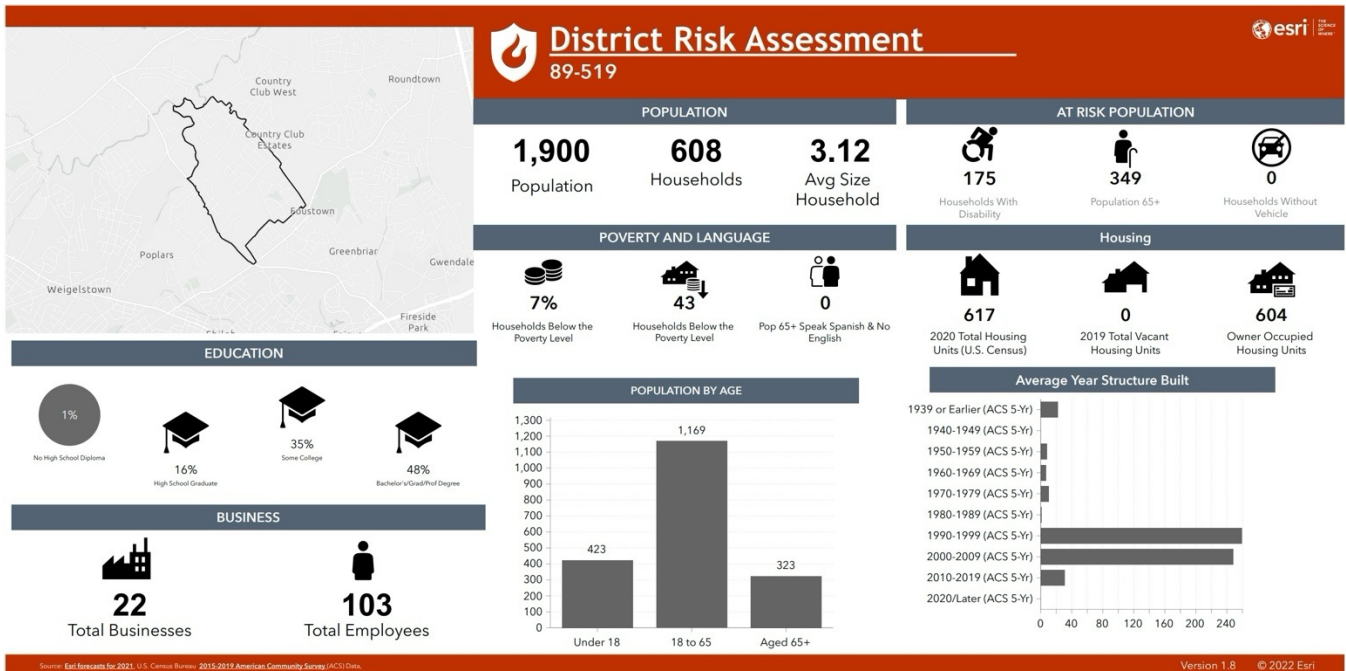 District Risk Assessment
89-519
esri
THE
SCIENCE
OF
WHERE
Country
Club West
Roundtown
Country Club
Estates
Foustown
Poplars
Greenbriar
Gwendale
Weigelstown
Fireside
Park
POPULATION
1,900
Population
608
Households
3.12
Avg Size
Household
AT RISK POPULATION
175
Households With
Disability
349
Population 65+
0
Households Without
Vehicle
POVERTY AND LANGUAGE
7%
Households Below the
Poverty Level
43
Households Below the
Poverty Level
0
Pop 65+ Speak Spanish & No
English
Housing
617
2020 Total Housing
Units (U.S. Census)
0
2019 Total Vacant
Housing Units
604
Owner Occupied
Housing Units
EDUCATION
1%
No High School Diploma
16%
High School Graduate
35%
Some College
48%
Bachelor's/Grad/Prof Degree
BUSINESS
22
Total Businesses
103
Total Employees
POPULATION BY AGE
1,300
1,200
1,100
1,000
900
800
700
600
500
400
300
200
100
0
423
1,169
323
Under 18
18 to 65
Aged 65+
Average Year Structure Built
1939 or Earlier (ACS 5-Yr)
1940-1949 (ACS 5-Yr)
1950-1959 (ACS 5-Yr)
1960-1969 (ACS 5-Yr)
1970-1979 (ACS 5-Yr)
1980-1989 (ACS 5-Yr)
1990-1999 (ACS 5-Yr)
2000-2009 (ACS 5-Yr)
2010-2019 (ACS 5-Yr)
2020/Later (ACS 5-Yr)
0 40 80 120 160 200 240
Source: Esri forecasts for 2021, U.S. Census Bureau 2015-2019 American Community Survey (ACS) Data.
Version 1.8 © 2022 Esri